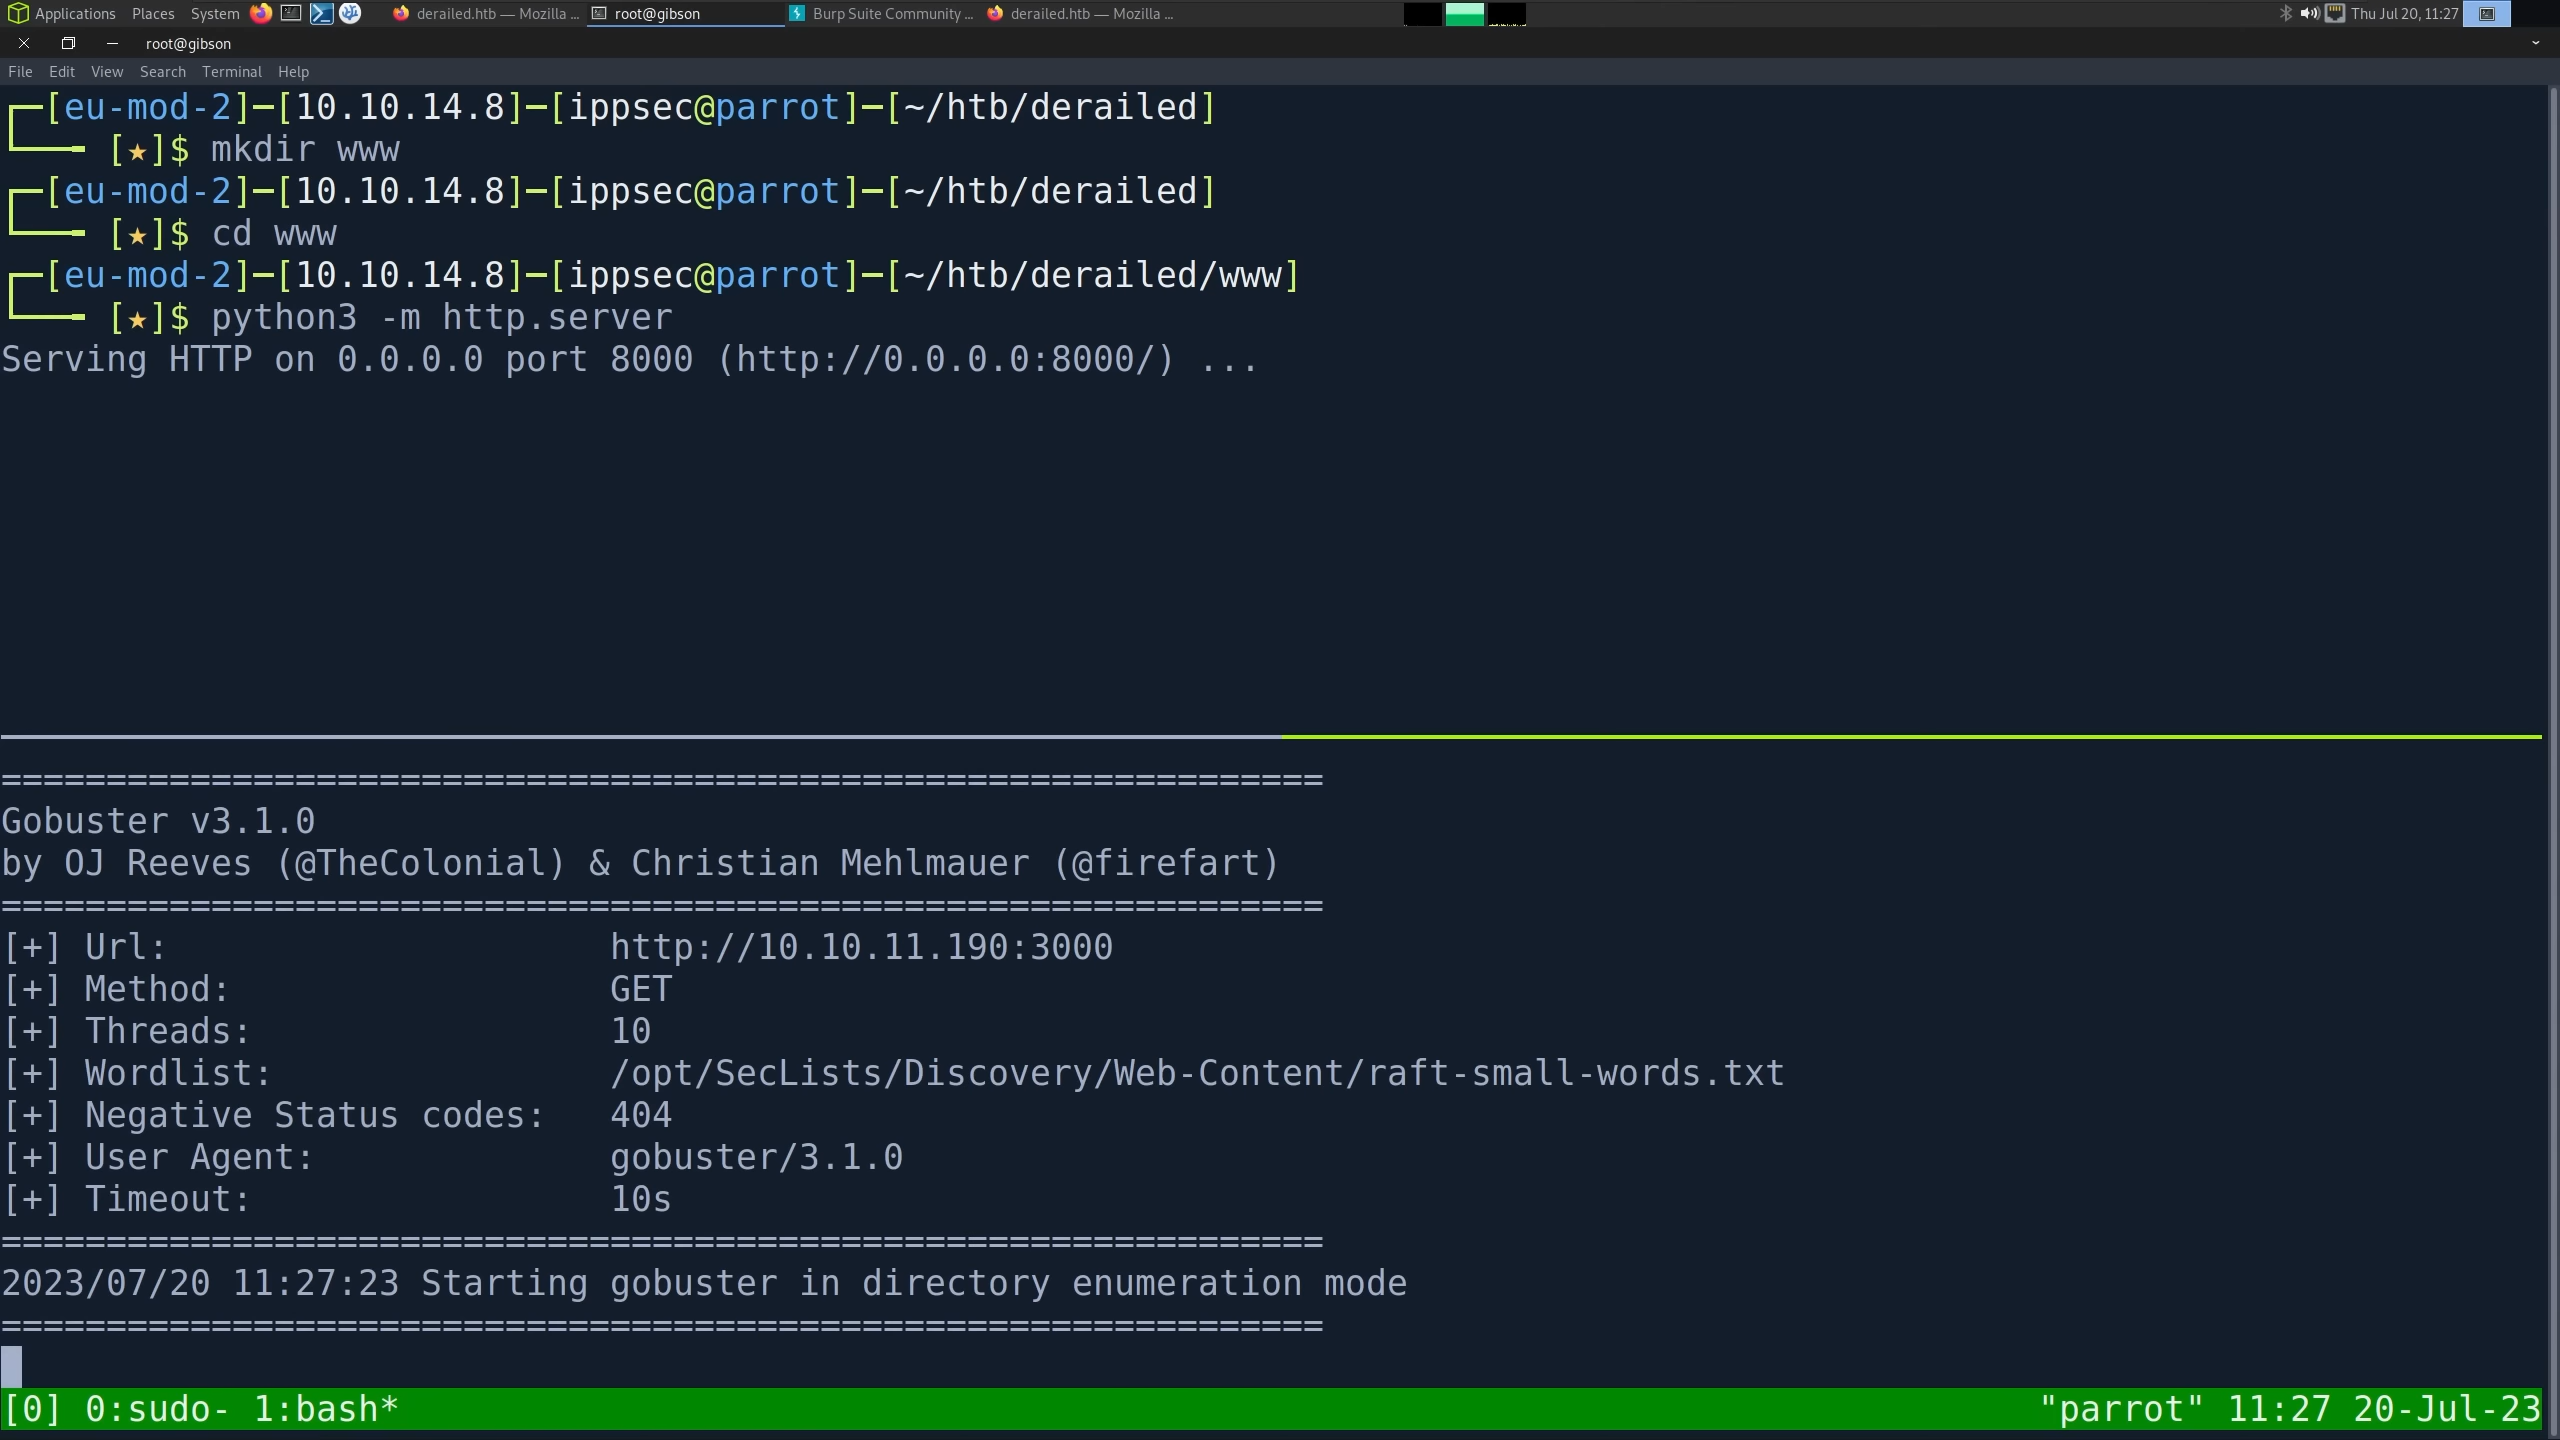 Applications Places System derailed.htb — Mozilla ... root@gibson Burp Suite Community ... derailed.htb — Mozilla ... Thu Jul 20, 11:27
root@gibson
File Edit View Search Terminal Help
┌─[eu-mod-2]─[10.10.14.8]─[ippsec@parrot]─[~/htb/derailed]
└──╼ [★]$ mkdir www
┌─[eu-mod-2]─[10.10.14.8]─[ippsec@parrot]─[~/htb/derailed]
└──╼ [★]$ cd www
┌─[eu-mod-2]─[10.10.14.8]─[ippsec@parrot]─[~/htb/derailed/www]
└──╼ [★]$ python3 -m http.server
Serving HTTP on 0.0.0.0 port 8000 (http://0.0.0.0:8000/) ...
===============================================================
Gobuster v3.1.0
by OJ Reeves (@TheColonial) & Christian Mehlmauer (@firefart)
===============================================================
[+] Url:                     http://10.10.11.190:3000
[+] Method:                  GET
[+] Threads:                 10
[+] Wordlist:                /opt/SecLists/Discovery/Web-Content/raft-small-words.txt
[+] Negative Status codes:   404
[+] User Agent:              gobuster/3.1.0
[+] Timeout:                 10s
===============================================================
2023/07/20 11:27:23 Starting gobuster in directory enumeration mode
===============================================================
[0] 0:sudo- 1:bash* "parrot" 11:27 20-Jul-23